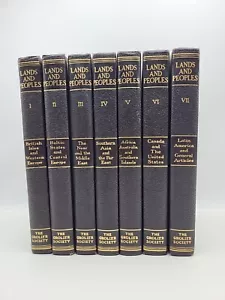 LANDS
AND
PEOPLES
I
British
Isles
and
Western
Europe
THE
GROLIER
SOCIETY
LANDS
AND
PEOPLES
II
Baltic
States
and
Central
Europe
THE
GROLIER
SOCIETY
LANDS
AND
PEOPLES
III
The
Near
and the
Middle
East
THE
GROLIER
SOCIETY
LANDS
AND
PEOPLES
IV
Southern
Asia
and
the Far
East
THE
GROLIER
SOCIETY
LANDS
AND
PEOPLES
V
Africa
Australia
and
Southern
Islands
THE
GROLIER
SOCIETY
LANDS
AND
PEOPLES
VI
Canada
and
The
United
States
THE
GROLIER
SOCIETY
LANDS
AND
PEOPLES
VII
Latin
America
and
General
Articles
THE
GROLIER
SOCIETY